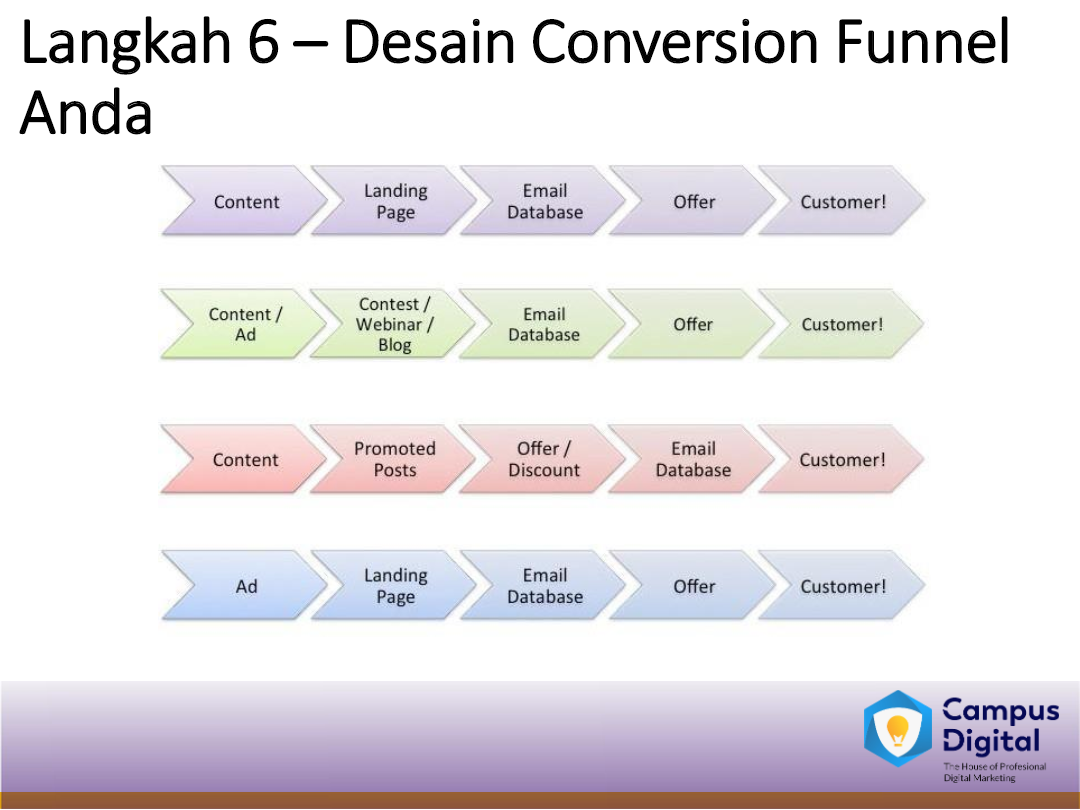 Langkah 6 – Desain Conversion Funnel
Anda
Content
Landing
Page
Email
Database
Offer
Customer!
Content /
Ad
Contest /
Webinar /
Blog
Email
Database
Offer
Customer!
Content
Promoted
Posts
Offer /
Discount
Email
Database
Customer!
Ad
Landing
Page
Email
Database
Offer
Customer!
Campus
Digital
The House of Profesional
Digital Marketing